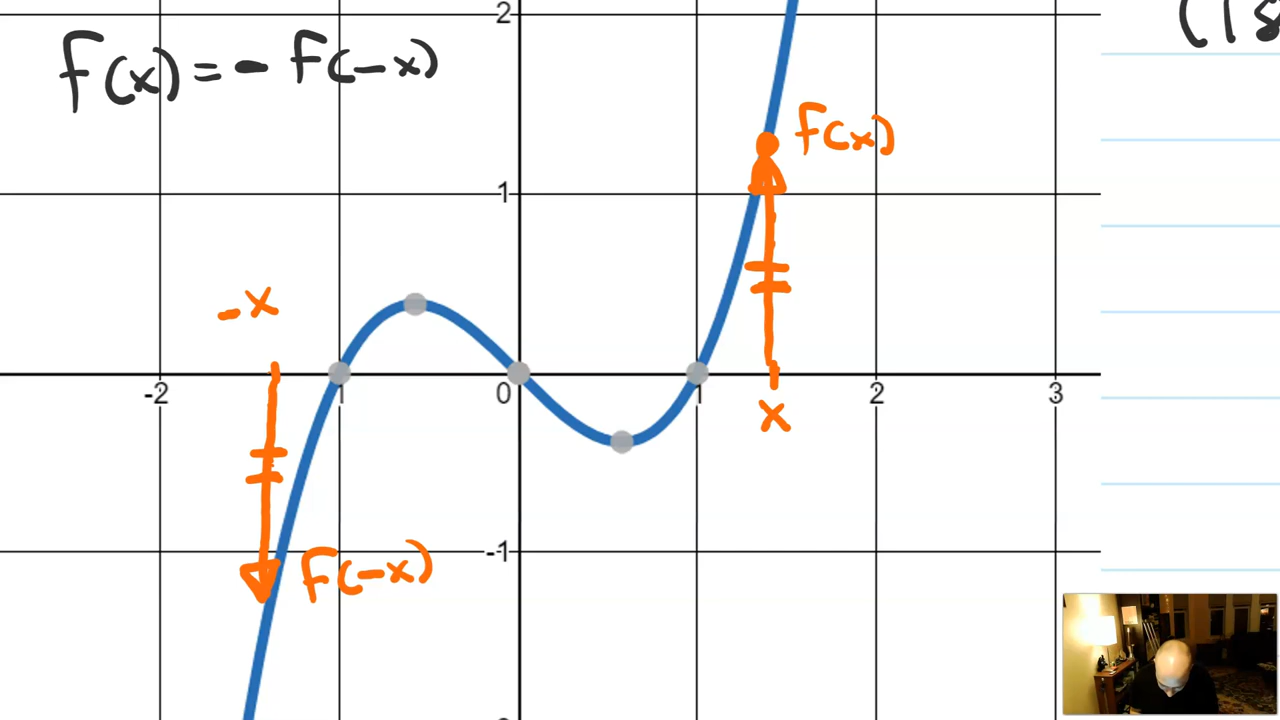 f(x) = - f(-x)
2
f(x)
1
-x
-2
-1
0
1
2
3
x
-1
f(-x)